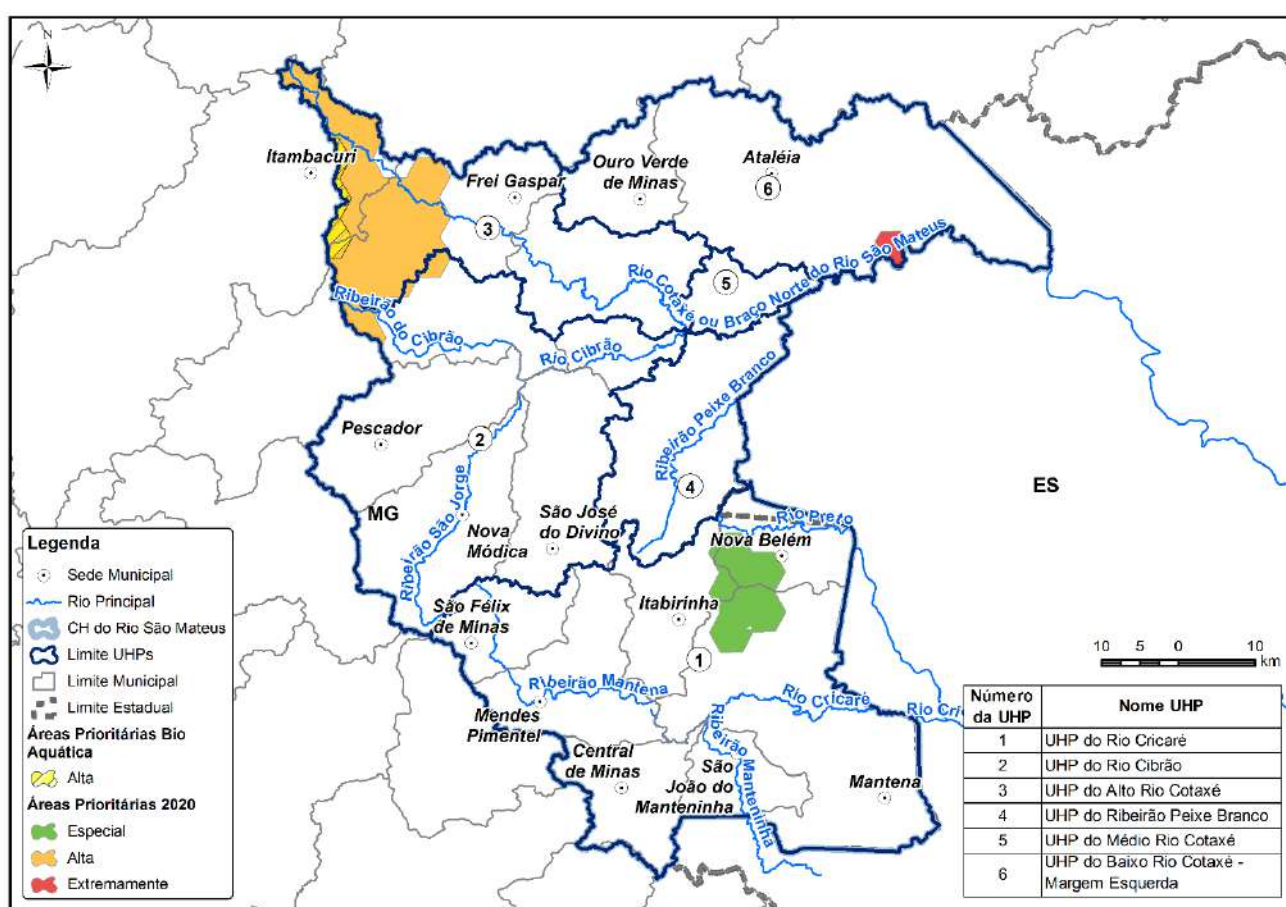 N
Itambacuri
Frei Gaspar
Ouro Verde
de Minas
Ataléia
6
3
5
Rio Cotaxé ou Braço Norte do Rio São Mateus
Ribeirão do Cibrão
Rio Cibrão
Ribeirão Peixe Branco
Pescador
2
4
MG
ES
Ribeirão São Jorge
Nova
Módica
São José
do Divino
Rio Preto
Nova Belém
São Félix
de Minas
Itabirinha
1
Ribeirão Mantena
Rio Cricaré
Mendes
Pimentel
Central
de Minas
Ribeirão Manteninha
São
João do
Manteninha
Mantena
Legenda
Sede Municipal
Rio Principal
CH do Rio São Mateus
Limite UHPs
Limite Municipal
Limite Estadual
Áreas Prioritárias Bio
Aquática
Alta
Áreas Prioritárias 2020
Especial
Alta
Extremamente
10 5 0 10
km
Número
da UHP
Nome UHP
1 UHP do Rio Cricaré
2 UHP do Rio Cibrão
3 UHP do Alto Rio Cotaxé
4 UHP do Ribeirão Peixe Branco
5 UHP do Médio Rio Cotaxé
6 UHP do Baixo Rio Cotaxé -
Margem Esquerda